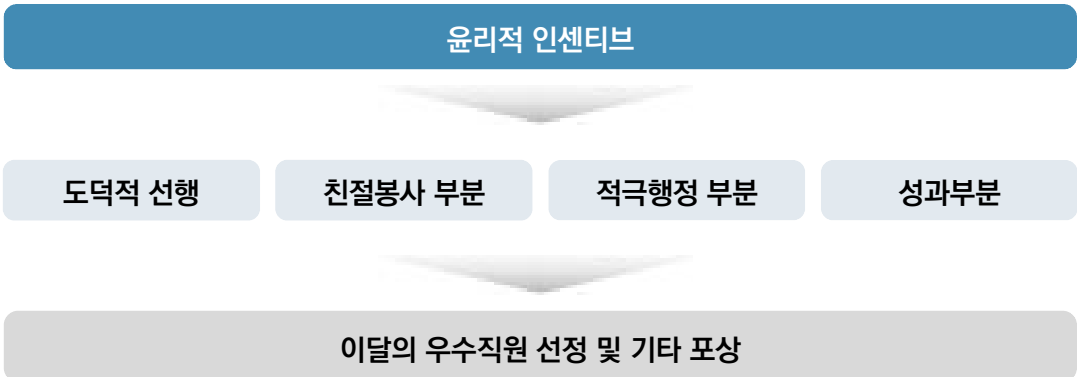 윤리적 인센티브
도덕적 선행
친절봉사 부분
적극행정 부분
성과부분
이달의 우수직원 선정 및 기타 포상